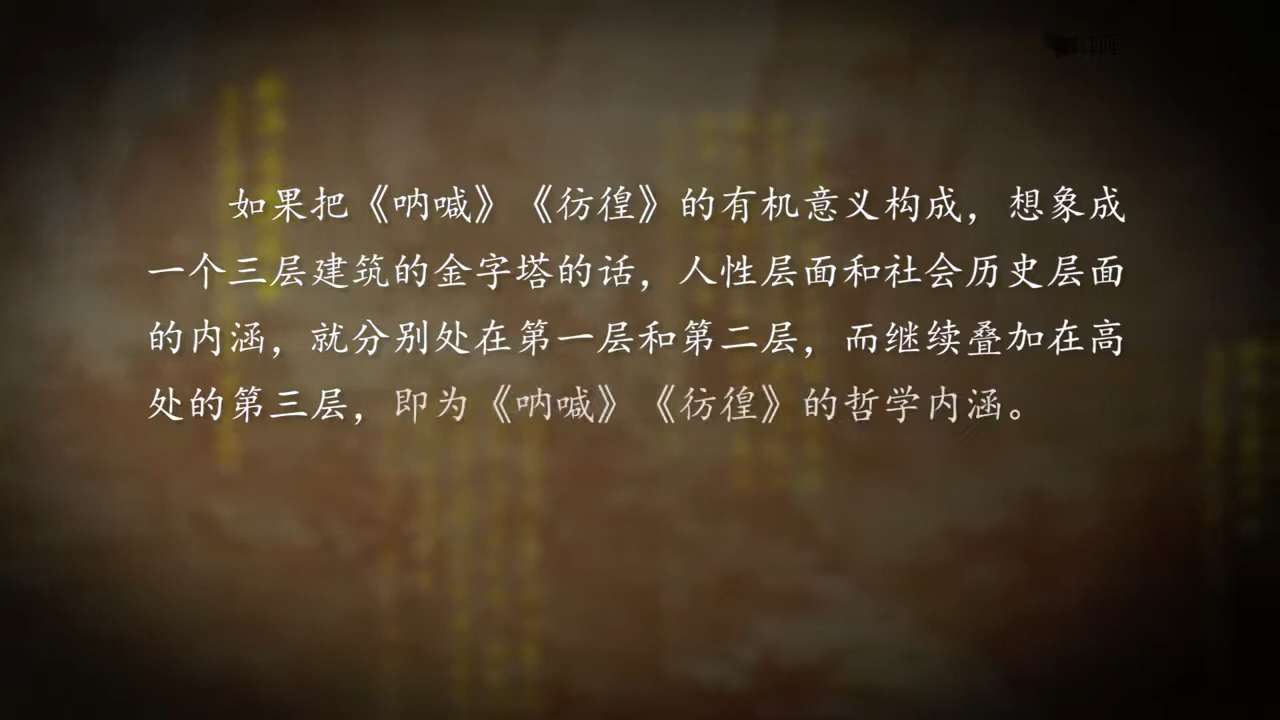 如果把《呐喊》《彷徨》的有机意义构成，想象成
一个三层建筑的金字塔的话，人性层面和社会历史层面
的内涵，就分别处在第一层和第二层，而继续叠加在高
处的第三层，即为《呐喊》《彷徨》的哲学内涵。